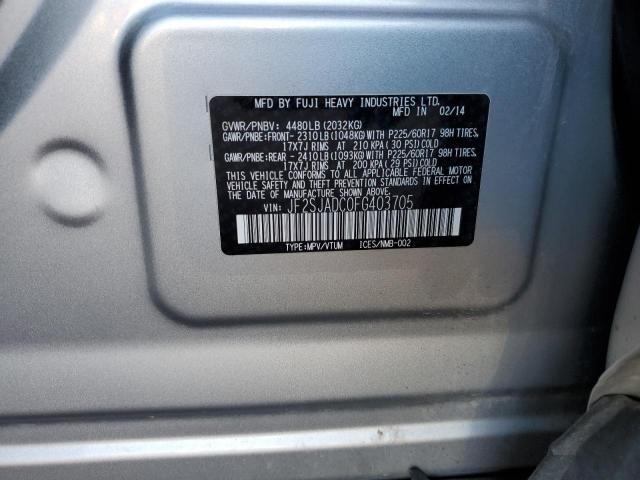 MFD BY FUJI HEAVY INDUSTRIES LTD.
MFD IN 02/14
GVWR/PNBV: 4480LB (2032KG)
GAWR/PNBE:FRONT- 2310LB (1048KG)WITH P225/60R17 98H TIRES,
17X7J RIMS AT 210 KPA ( 30 PSI) COLD
GAWR/PNBE:REAR - 2410LB (1093KG)WITH P225/60R17 98H TIRES,
17X7J RIMS AT 200 KPA (29 PSI) COLD
THIS VEHICLE CONFORMS TO ALL APPLICABLE FEDERAL MOTOR
VEHICLE SAFETY AND THEFT PREVENTION STANDARDS IN EFFECT ON THE
DATE OF MANUFACTURE SHOWN ABOVE.
VIN: JF2SJADC0FG403705
TYPE:MPV/VTUM ICES/NMB-002